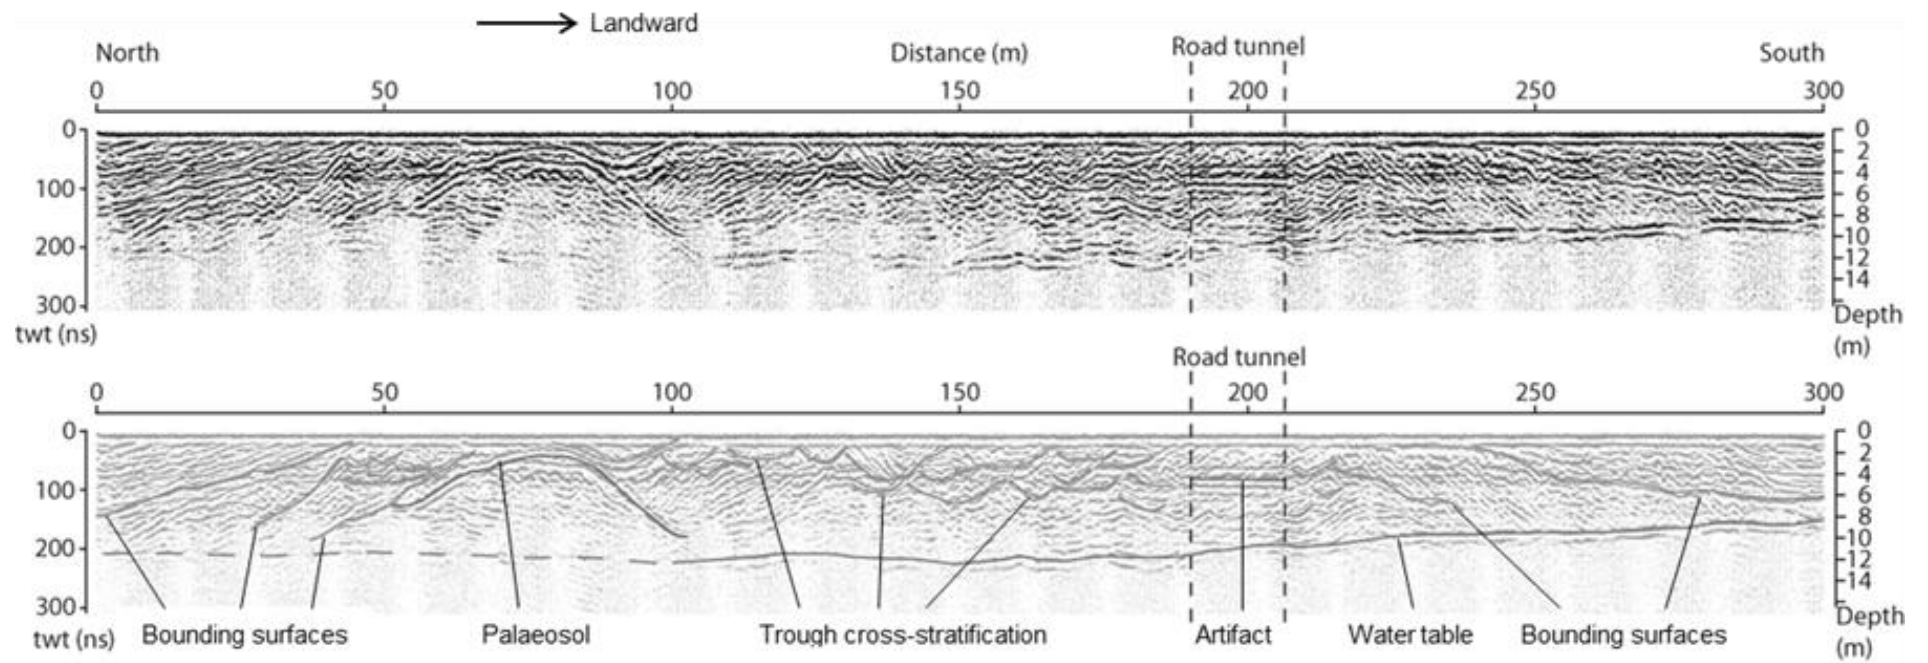 Landward
North Distance (m) Road tunnel South
0 50 100 150 200 250 300
0 0
2
4
100 6
8
200 10
12
14
300
twt (ns) Depth
(m)
Road tunnel
0 50 100 150 200 250 300
0 0
2
4
100 6
8
200 10
12
14
300
twt (ns) Depth
(m)
Bounding surfaces Palaeosol Trough cross-stratification Artifact Water table Bounding surfaces